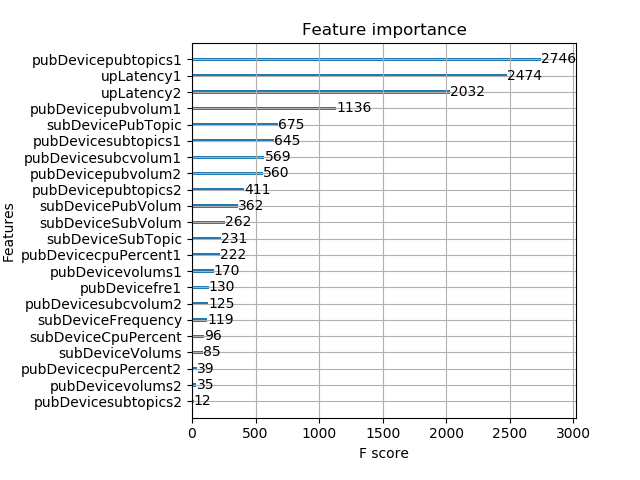 Feature importance
pubDevicepubtopics1 2746
upLatency1 2474
upLatency2 2032
pubDevicepubvolum1 1136
subDevicePubTopic 675
pubDevicesubtopics1 645
pubDevicesubcvolum1 569
pubDevicepubvolum2 560
pubDevicepubtopics2 411
subDevicePubVolum 362
subDeviceSubVolum 262
subDeviceSubTopic 231
pubDevicecpuPercent1 222
pubDevicevolums1 170
pubDevicefre1 130
pubDevicesubcvolum2 125
subDeviceFrequency 119
subDeviceCpuPercent 96
subDeviceVolums 85
pubDevicecpuPercent2 39
pubDevicevolums2 35
pubDevicesubtopics2 12
Features
0 500 1000 1500 2000 2500 3000
F score